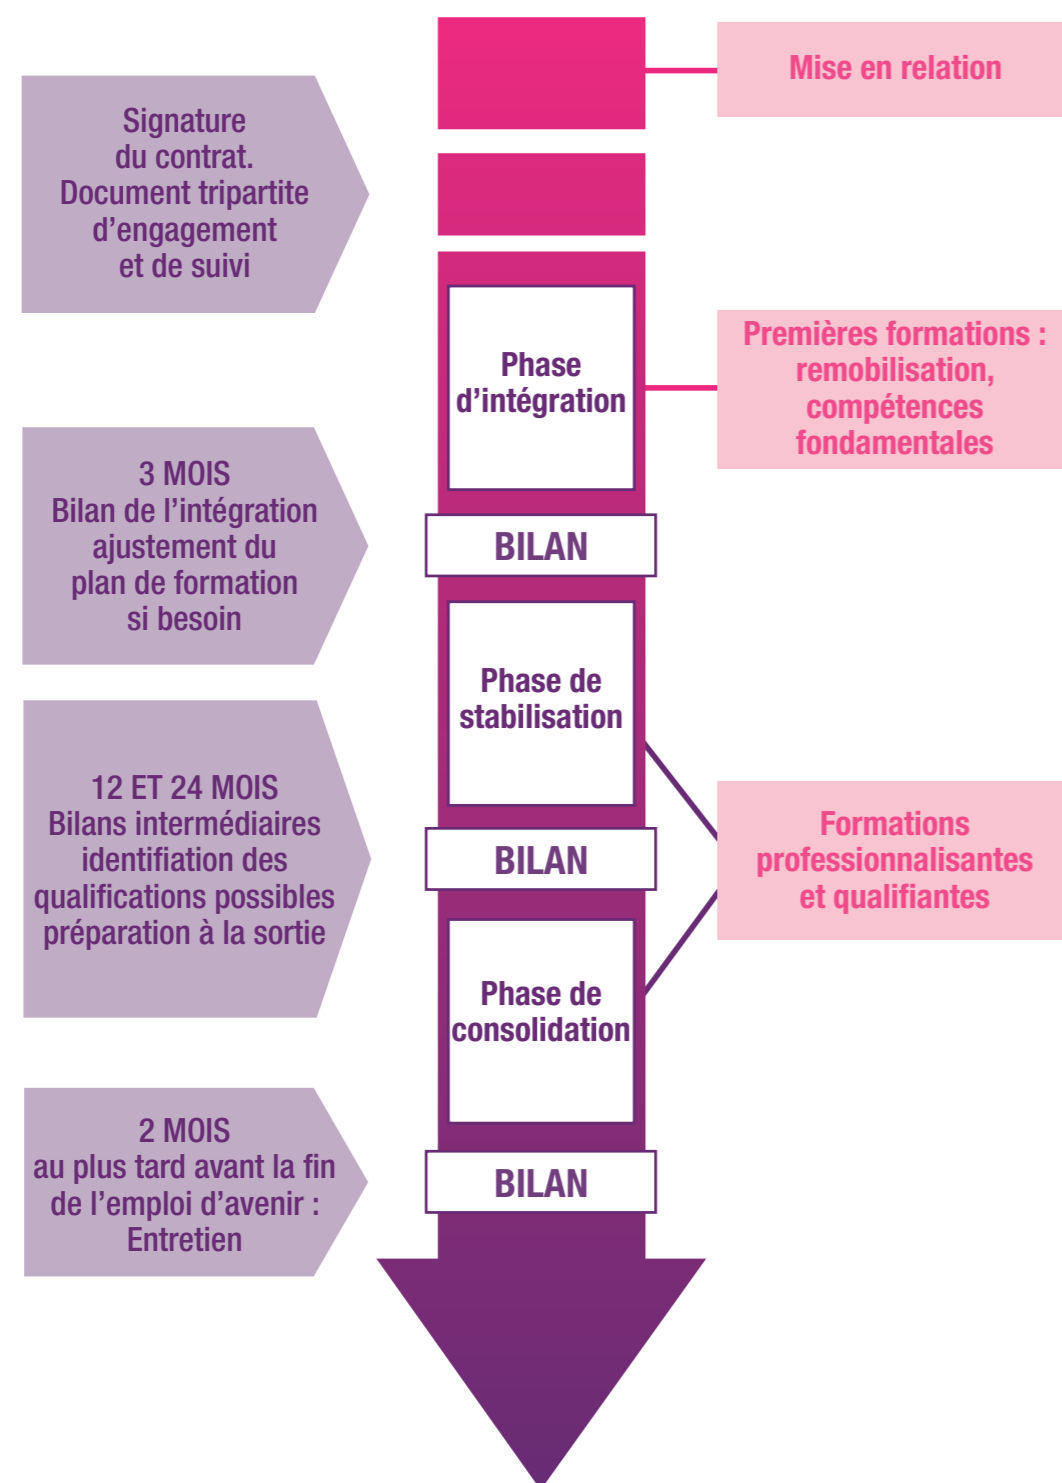 Mise en relation
Signature
du contrat.
Document tripartite
d’engagement
et de suivi
Phase
d’intégration
Premières formations :
remobilisation,
compétences
fondamentales
3 MOIS
Bilan de l’intégration
ajustement du
plan de formation
si besoin
BILAN
Phase de
stabilisation
12 ET 24 MOIS
Bilans intermédiaires
identifiation des
qualifications possibles
préparation à la sortie
BILAN
Formations
professionnalisantes
et qualifiantes
Phase de
consolidation
2 MOIS
au plus tard avant la fin
de l’emploi d’avenir :
Entretien
BILAN